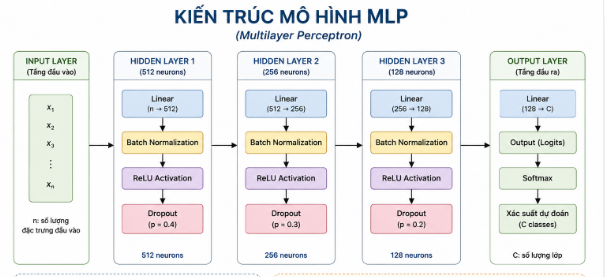 KIẾN TRÚC MÔ HÌNH MLP
(Multilayer Perceptron)
INPUT LAYER
(Tầng đầu vào)
x₁
x₂
x₃
⋮
xₙ
n: số lượng
đặc trưng đầu vào
HIDDEN LAYER 1
(512 neurons)
Linear
(n → 512)
Batch Normalization
ReLU Activation
Dropout
(p = 0.4)
512 neurons
HIDDEN LAYER 2
(256 neurons)
Linear
(512 → 256)
Batch Normalization
ReLU Activation
Dropout
(p = 0.3)
256 neurons
HIDDEN LAYER 3
(128 neurons)
Linear
(256 → 128)
Batch Normalization
ReLU Activation
Dropout
(p = 0.2)
128 neurons
OUTPUT LAYER
(Tầng đầu ra)
Linear
(128 → C)
Output (Logits)
Softmax
Xác suất dự đoán
(C classes)
C: số lượng lớp